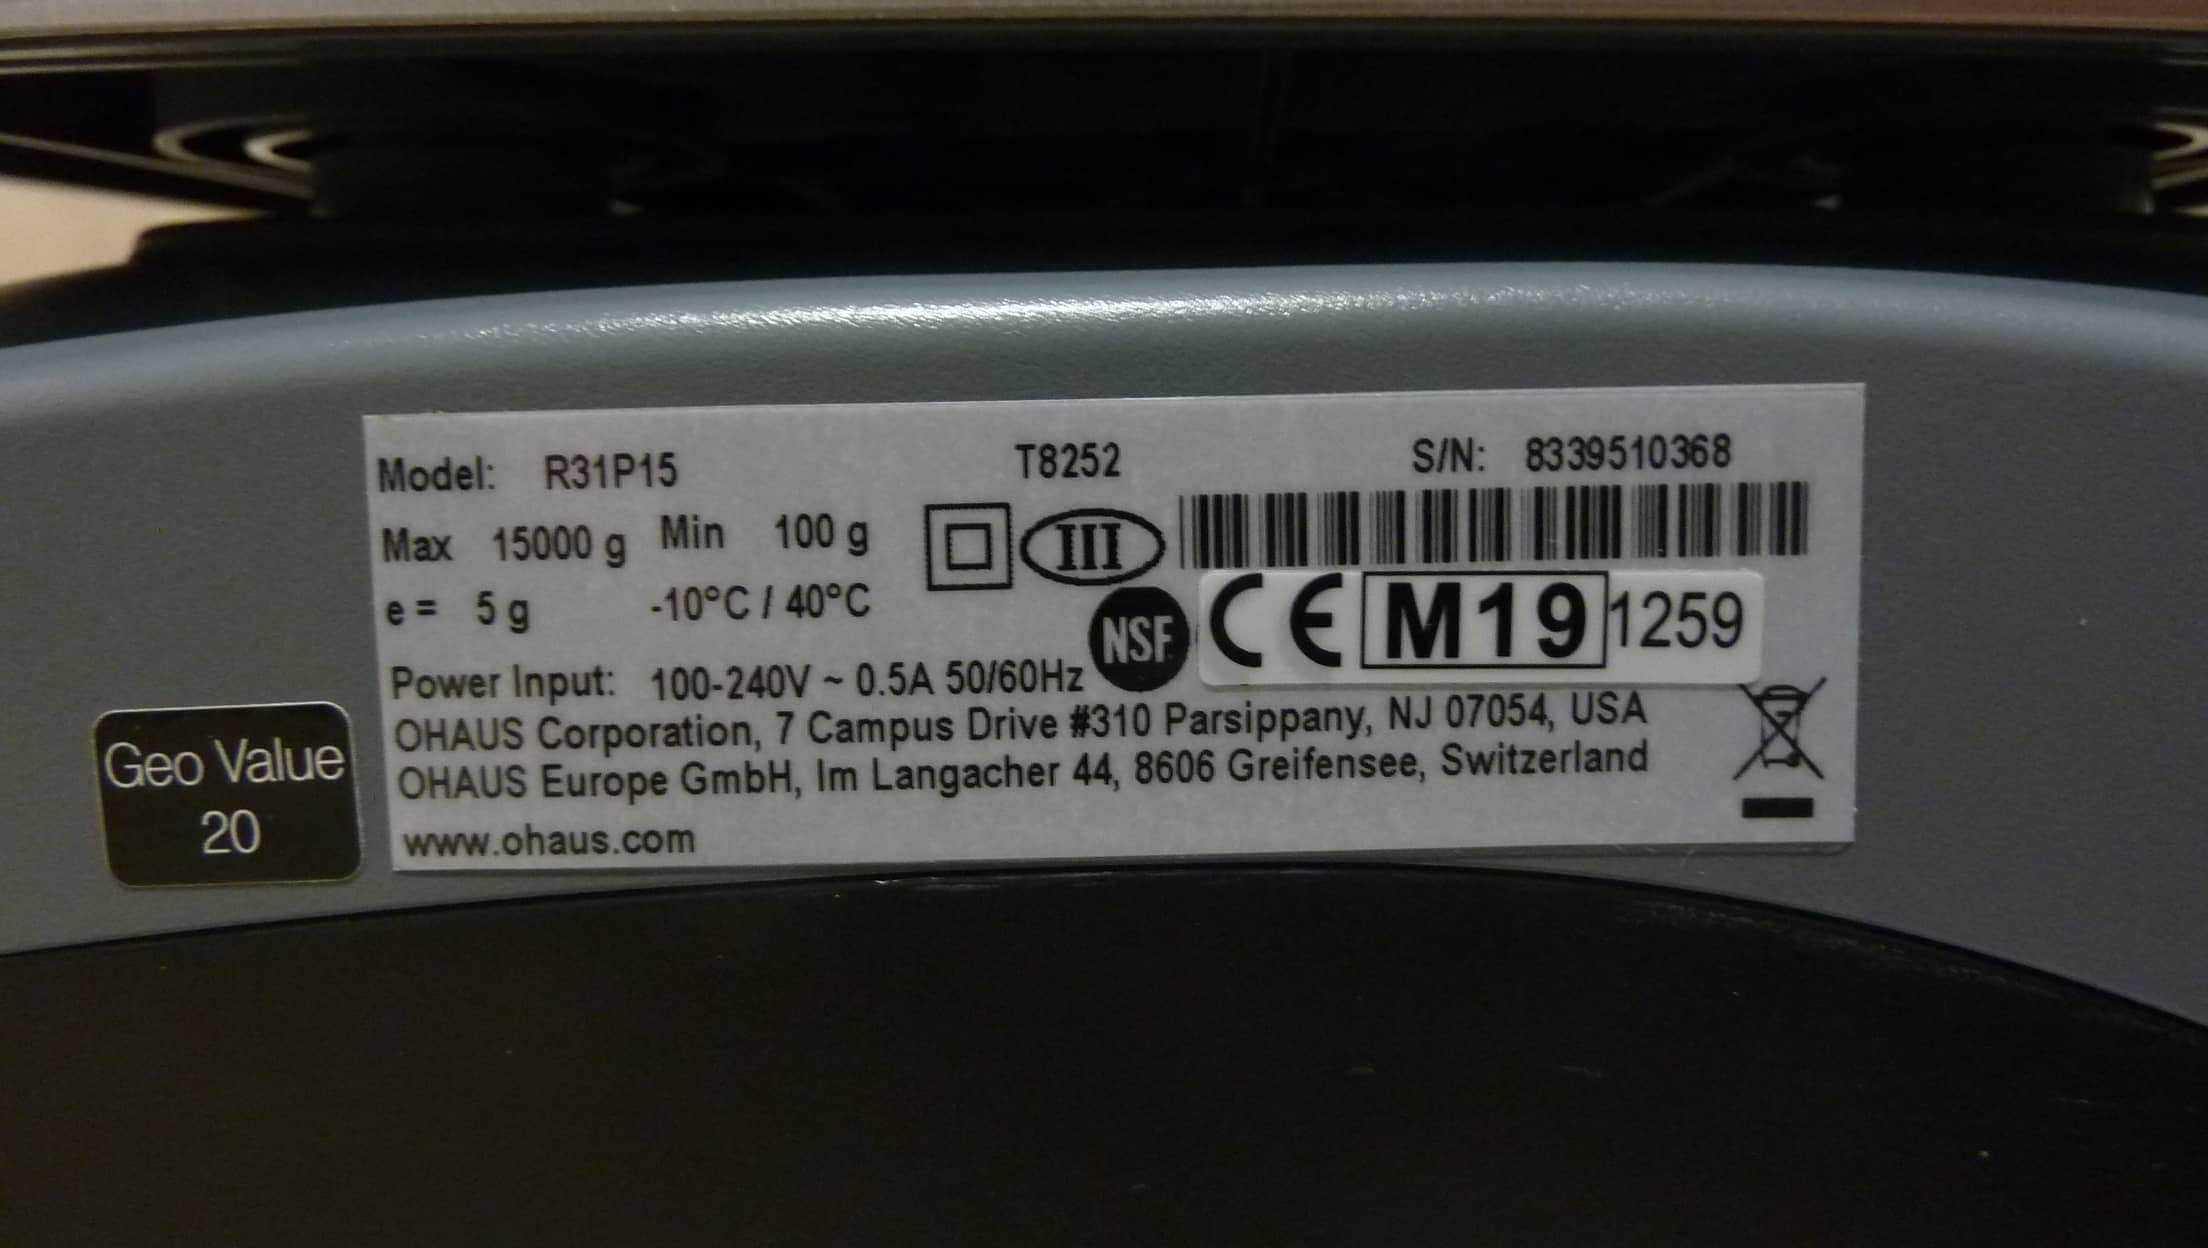 Model: R31P15 T8252 S/N: 8339510368
Max 15000 g Min 100 g III
e = 5 g -10°C / 40°C NSF CE M19 1259
Power Input: 100-240V ~ 0.5A 50/60Hz
OHAUS Corporation, 7 Campus Drive #310 Parsippany, NJ 07054, USA
OHAUS Europe GmbH, Im Langacher 44, 8606 Greifensee, Switzerland
www.ohaus.com
Geo Value
20